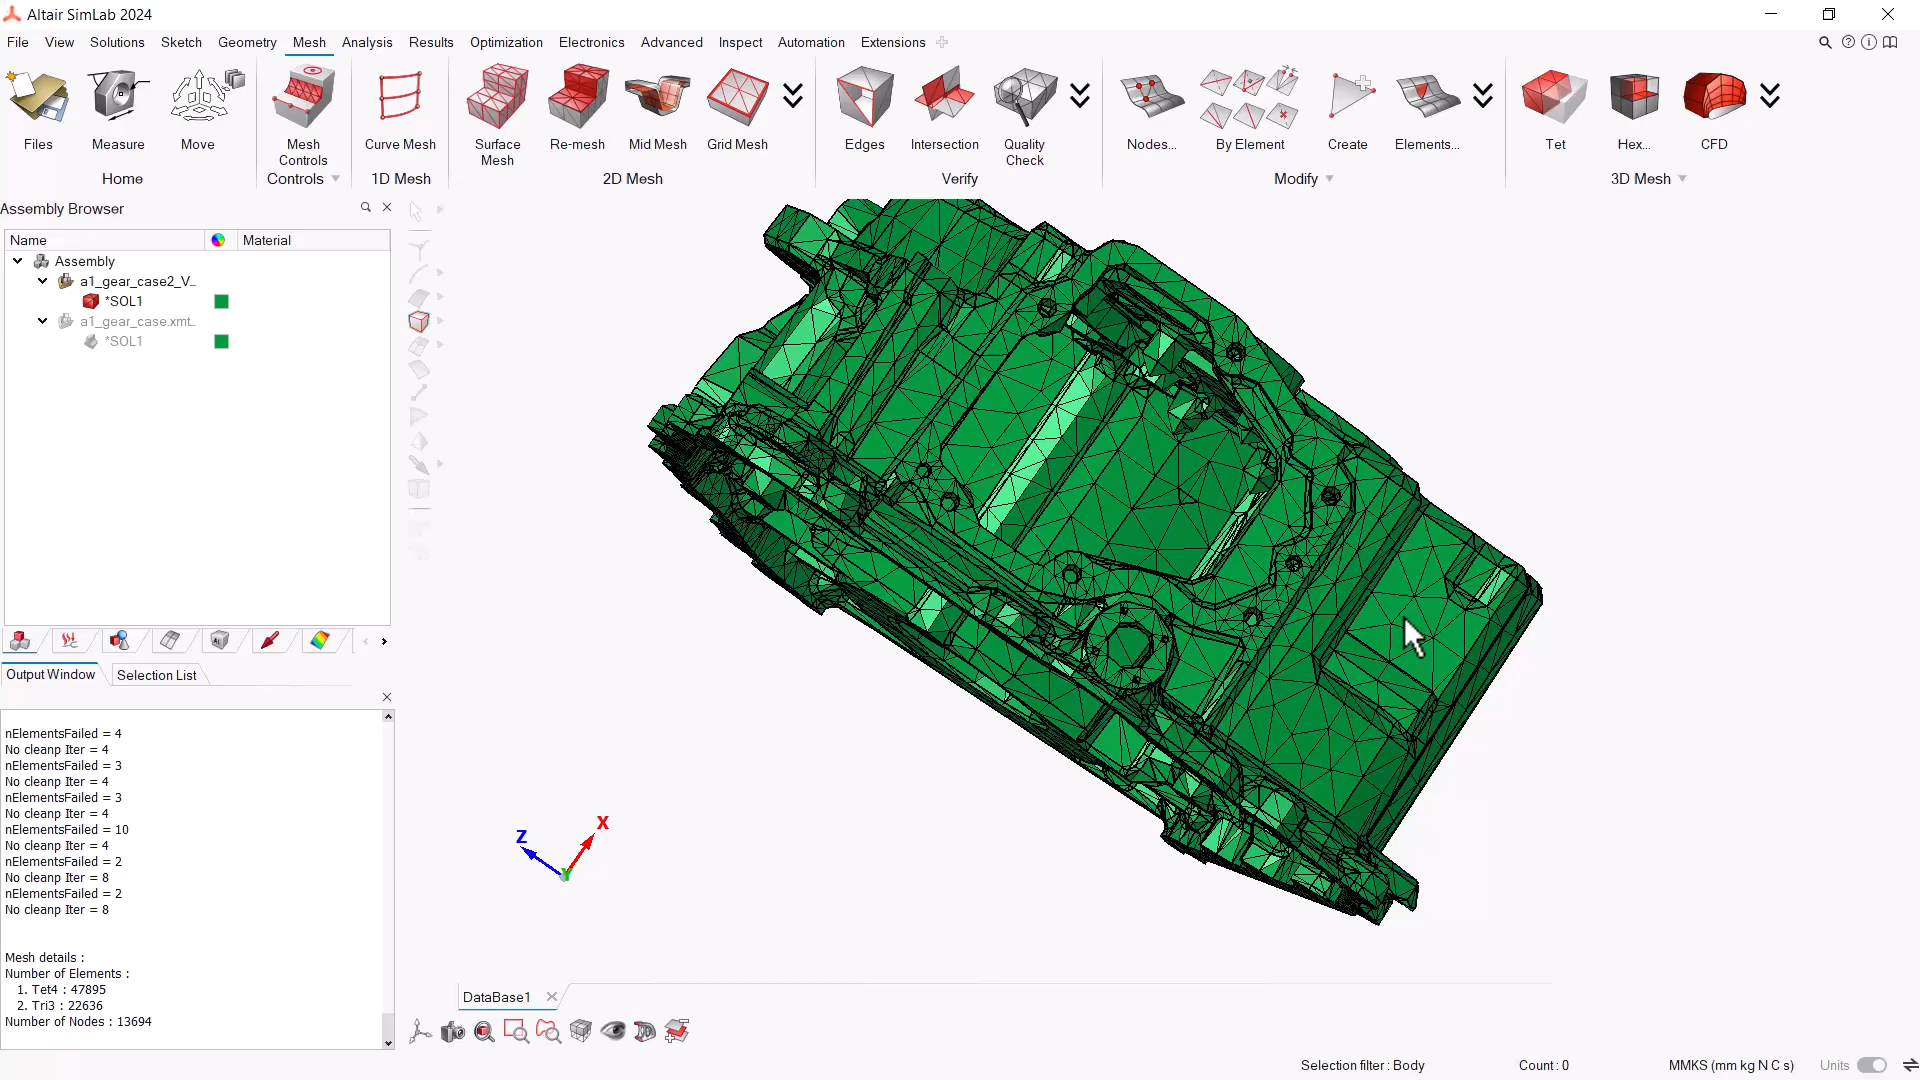 Altair SimLab 2024
File View Solutions Sketch Geometry Mesh Analysis Results Optimization Electronics Advanced Inspect Automation Extensions
Files Measure Move Mesh Controls Curve Mesh Surface Mesh Re-mesh Mid Mesh Grid Mesh Edges Intersection Quality Check Nodes... By Element Create Elements... Tet Hex... CFD
Home Controls 1D Mesh 2D Mesh Verify Modify 3D Mesh
Assembly Browser
Name Material
Assembly
a1_gear_case2_V...
*SOL1
a1_gear_case.xmt...
*SOL1
Output Window Selection List
nElementsFailed = 4
No cleanp Iter = 4
nElementsFailed = 3
No cleanp Iter = 4
nElementsFailed = 3
No cleanp Iter = 4
nElementsFailed = 10
No cleanp Iter = 4
nElementsFailed = 2
No cleanp Iter = 8
nElementsFailed = 2
No cleanp Iter = 8
Mesh details :
Number of Elements :
1. Tet4 : 47895
2. Tri3 : 22636
Number of Nodes : 13694
X
Z
Y
DataBase1
Selection filter : Body Count : 0 MMKS (mm kg N C s) Units